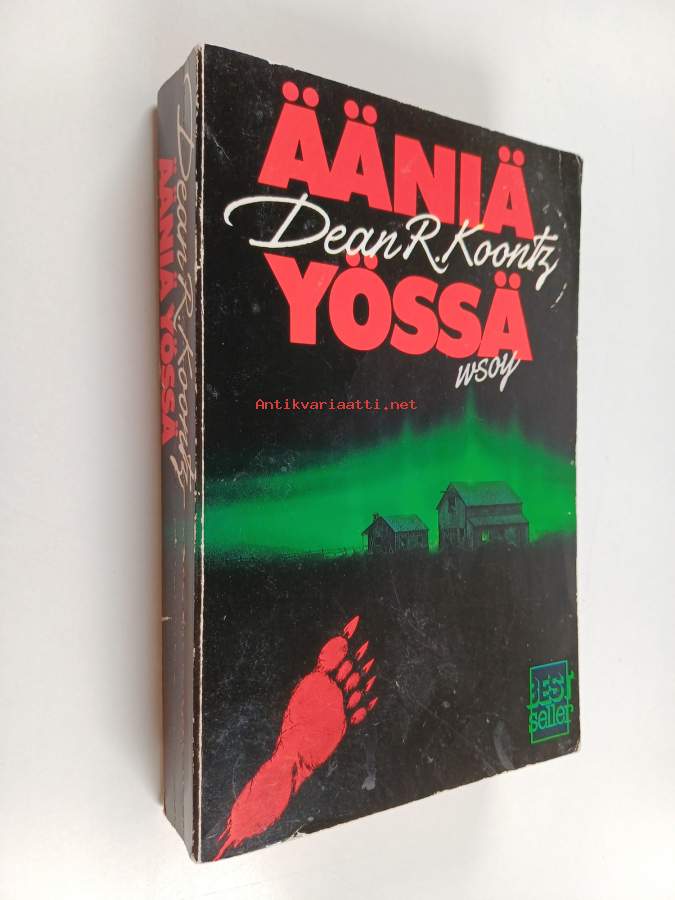 ÄÄNIÄ
Dean R. Koontz
YÖSSÄ
wsoy
Antikvariaatti.net
BEST
seller
Dean R. Koontz
ÄÄNIÄ YÖSSÄ